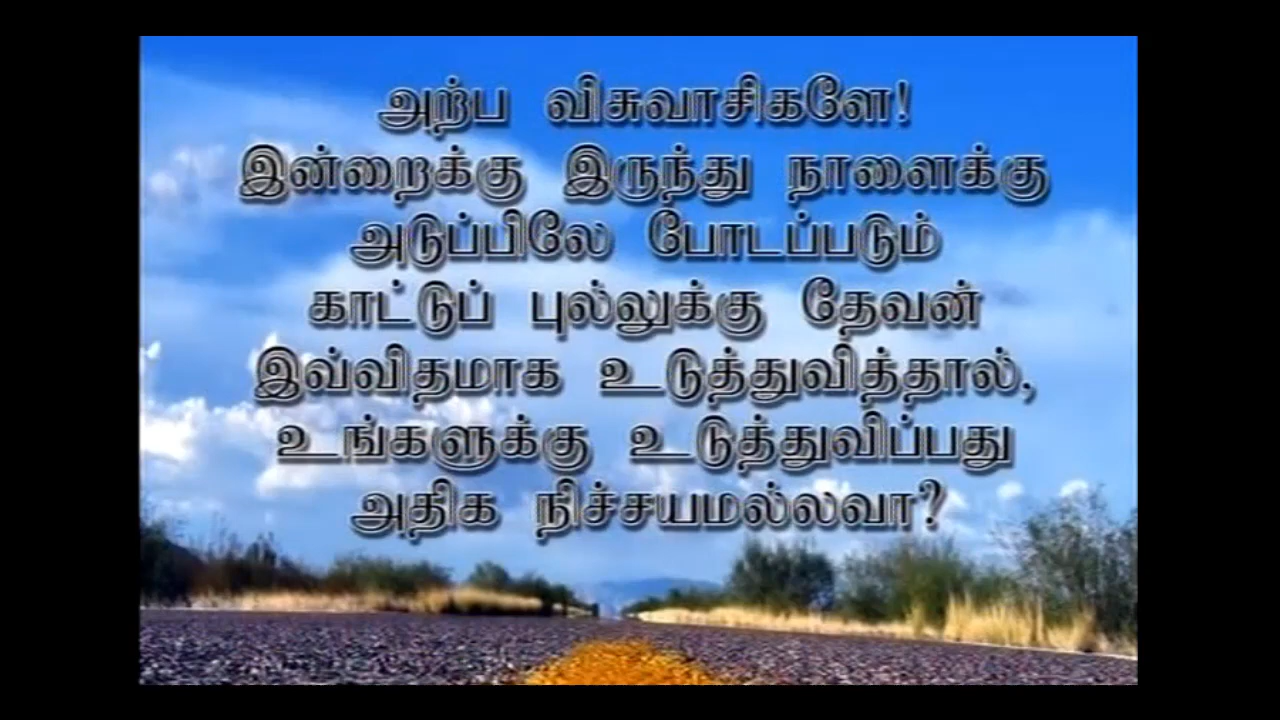 அற்ப விசுவாசிகளே!
இன்றைக்கு இருந்து நாளைக்கு
அடுப்பிலே போடப்படும்
காட்டுப் புல்லுக்கு தேவன்
இவ்விதமாக உடுத்துவித்தால்,
உங்களுக்கு உடுத்துவிப்பது
அதிக நிச்சயமல்லவா?